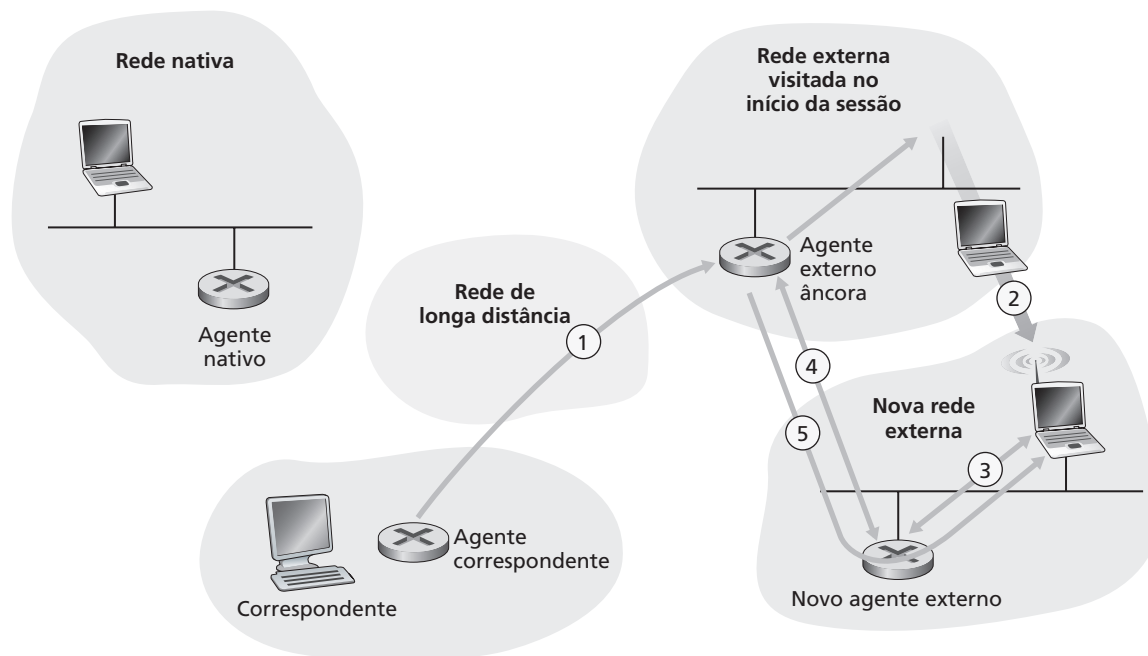 Rede nativa
Agente
nativo
Rede de
longa distância
1
Rede externa
visitada no
início da sessão
Agente
externo
âncora
2
4
5
Nova rede
externa
3
Novo agente externo
Agente
correspondente
Correspondente